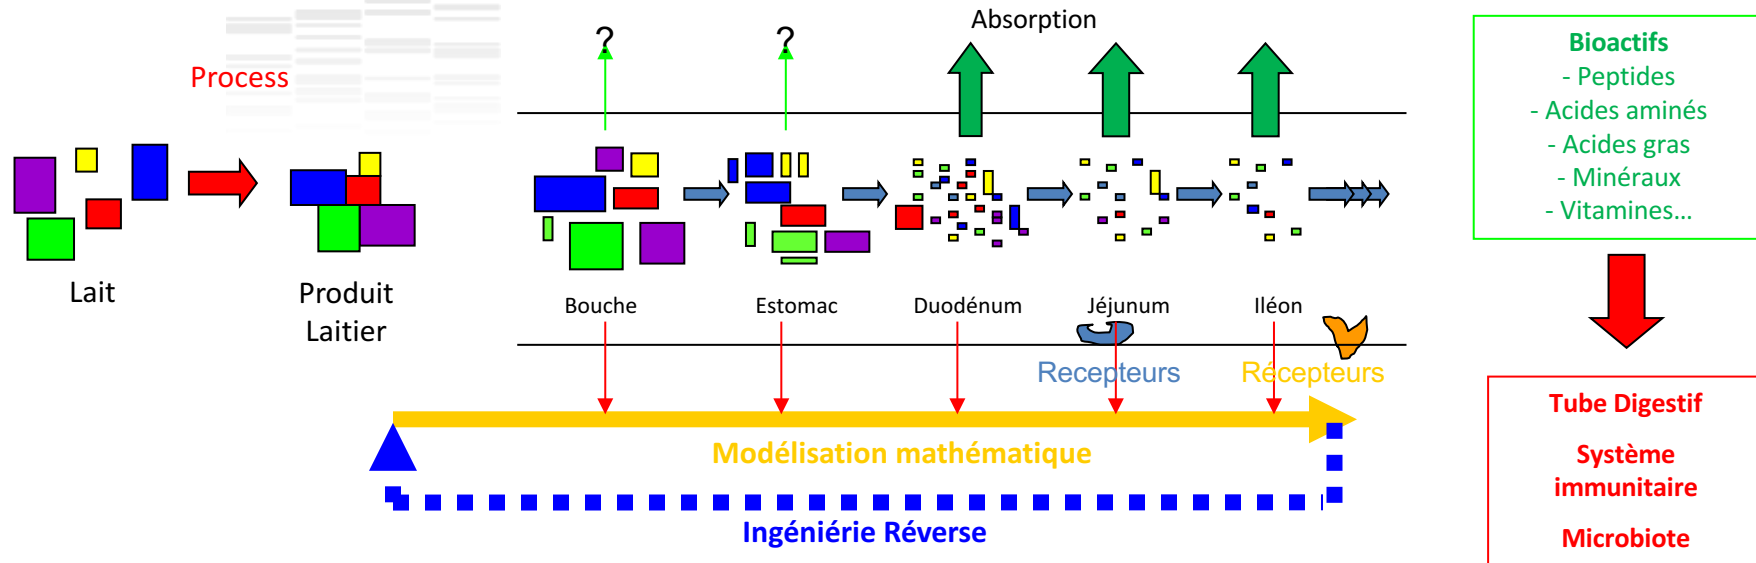 Process
Lait
Produit
Laitier
?
?
Absorption
Bouche
Estomac
Duodénum
Jéjunum
Iléon
Recepteurs
Récepteurs
Modélisation mathématique
Ingéniérie Réverse
Bioactifs
- Peptides
- Acides aminés
- Acides gras
- Minéraux
- Vitamines...
Tube Digestif
Système
immunitaire
Microbiote